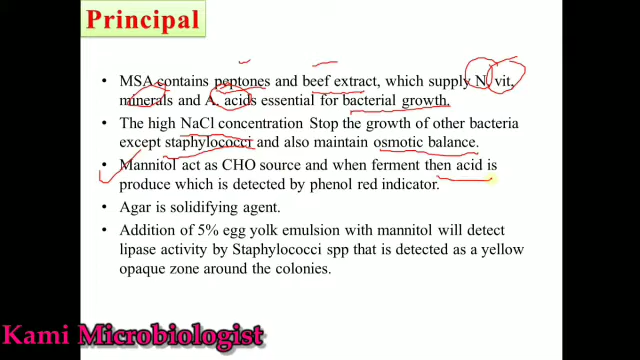 Principal
• MSA contains peptones and beef extract, which supply N, vit,
minerals and A. acids essential for bacterial growth.
• The high NaCl concentration Stop the growth of other bacteria
except staphylococci and also maintain osmotic balance.
• Mannitol act as CHO source and when ferment then acid is
produce which is detected by phenol red indicator.
• Agar is solidifying agent.
• Addition of 5% egg yolk emulsion with mannitol will detect
lipase activity by Staphylococci spp that is detected as a yellow
opaque zone around the colonies.
Kami Microbiologist